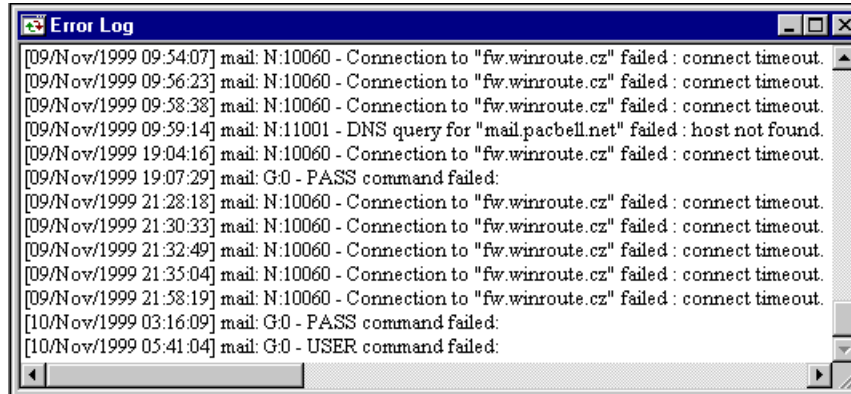 Error Log
[09/Nov/1999 09:54:07] mail: N:10060 - Connection to "fw.winroute.cz" failed : connect timeout.
[09/Nov/1999 09:56:23] mail: N:10060 - Connection to "fw.winroute.cz" failed : connect timeout.
[09/Nov/1999 09:58:38] mail: N:10060 - Connection to "fw.winroute.cz" failed : connect timeout.
[09/Nov/1999 09:59:14] mail: N:11001 - DNS query for "mail.pacbell.net" failed : host not found.
[09/Nov/1999 19:04:16] mail: N:10060 - Connection to "fw.winroute.cz" failed : connect timeout.
[09/Nov/1999 19:07:29] mail: G:0 - PASS command failed:
[09/Nov/1999 21:28:18] mail: N:10060 - Connection to "fw.winroute.cz" failed : connect timeout.
[09/Nov/1999 21:30:33] mail: N:10060 - Connection to "fw.winroute.cz" failed : connect timeout.
[09/Nov/1999 21:32:49] mail: N:10060 - Connection to "fw.winroute.cz" failed : connect timeout.
[09/Nov/1999 21:35:04] mail: N:10060 - Connection to "fw.winroute.cz" failed : connect timeout.
[09/Nov/1999 21:58:19] mail: N:10060 - Connection to "fw.winroute.cz" failed : connect timeout.
[10/Nov/1999 03:16:09] mail: G:0 - PASS command failed:
[10/Nov/1999 05:41:04] mail: G:0 - USER command failed: